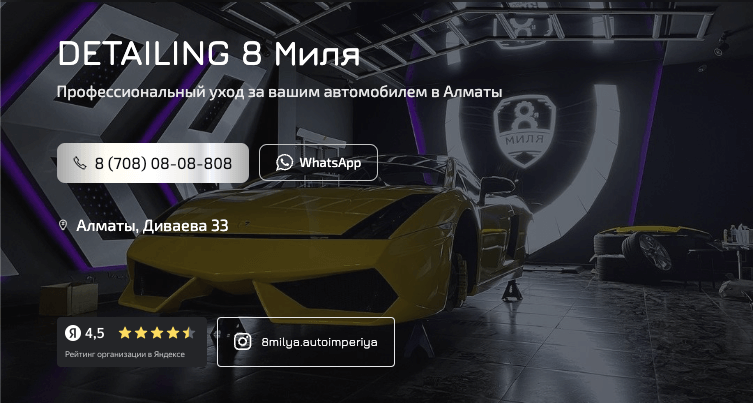 DETAILING 8 Миля
Профессиональный уход за вашим автомобилем в Алматы
8 (708) 08-08-808
WhatsApp
Алматы, Диваева 33
Я 4,5
Рейтинг организации в Яндексе
8milya.autoimperiya
8
МИЛЯ